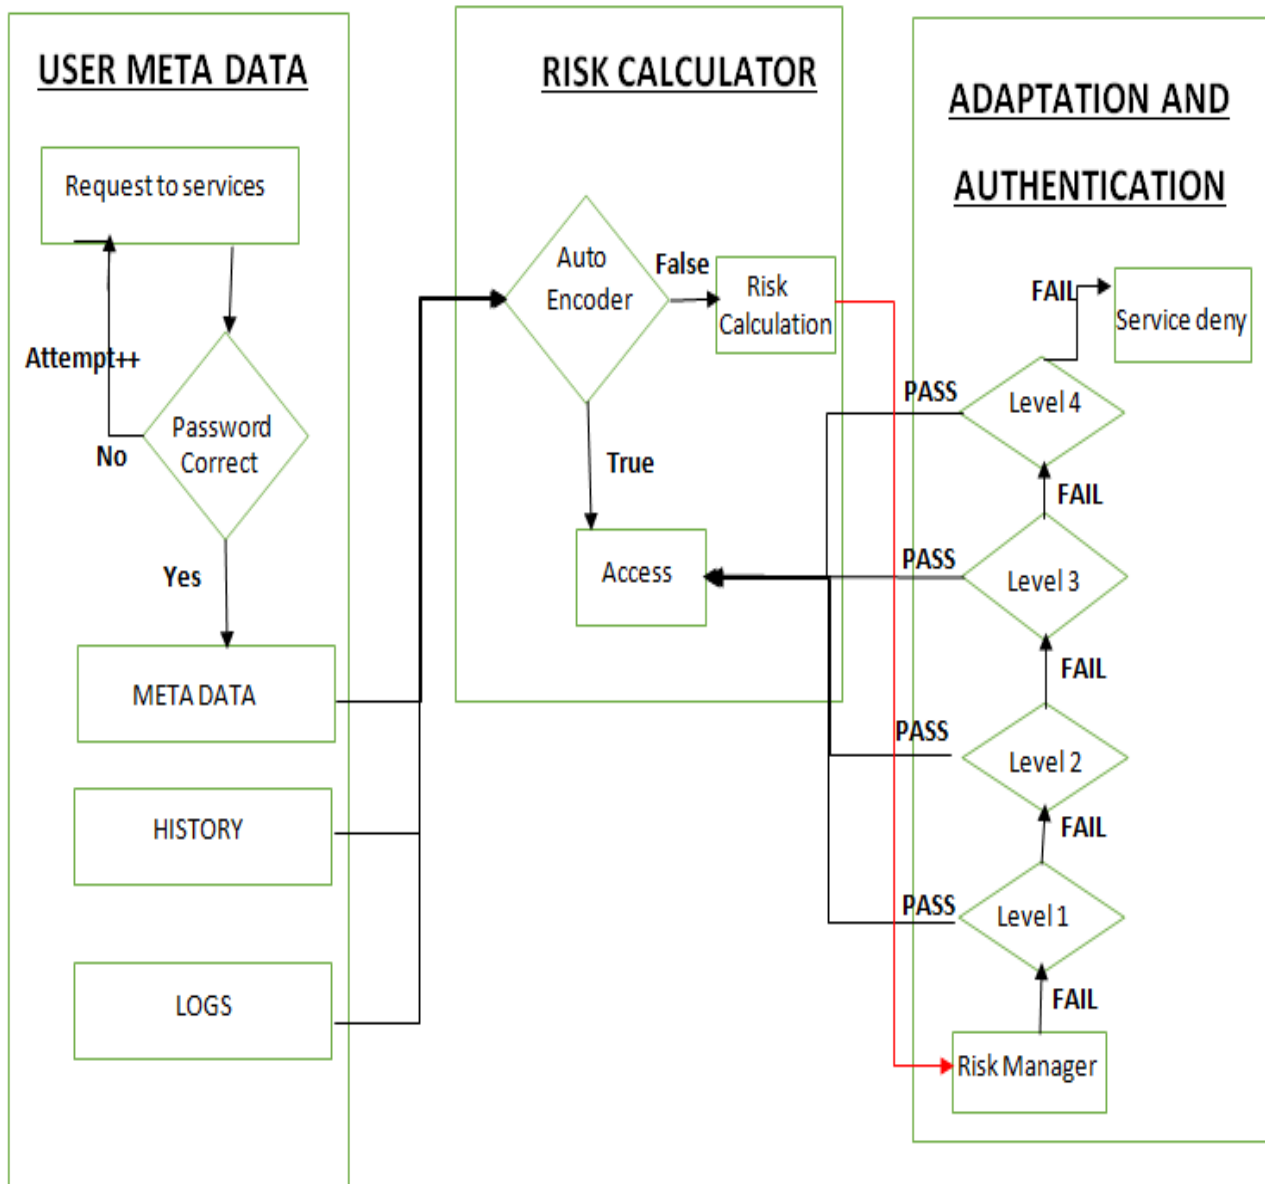 USER META DATA
Request to services
Attempt++
No
Password
Correct
Yes
META DATA
HISTORY
LOGS
RISK CALCULATOR
Auto
Encoder
False
Risk
Calculation
True
Access
ADAPTATION AND
AUTHENTICATION
FAIL
Service deny
PASS
Level 4
FAIL
PASS
Level 3
FAIL
PASS
Level 2
FAIL
PASS
Level 1
FAIL
Risk Manager